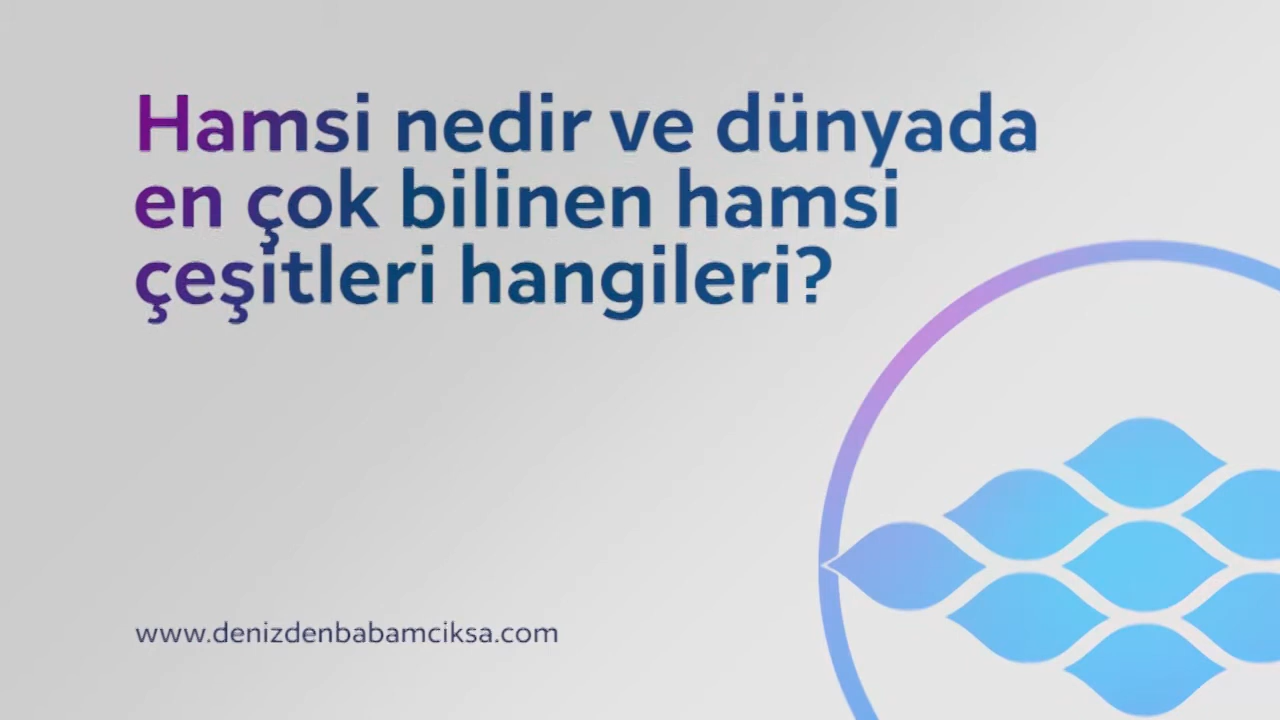 Hamsi nedir ve dünyada
en çok bilinen hamsi
çeşitleri hangileri?
www.denizdenbabamciksa.com